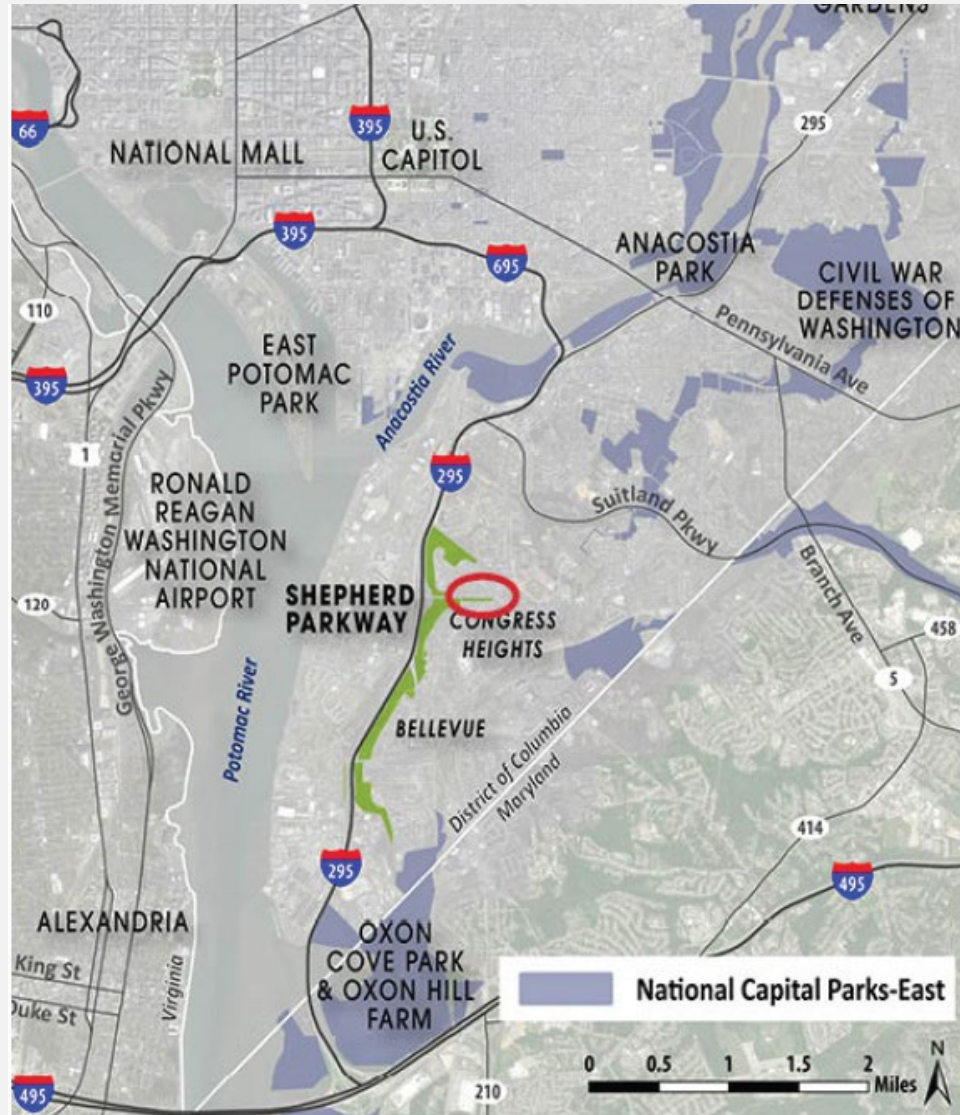 GARDENS
66
395
U.S.
CAPITOL
295
NATIONAL MALL
395
695
ANACOSTIA
PARK
CIVIL WAR
DEFENSES OF
WASHINGTON
110
Pennsylvania Ave
EAST
POTOMAC
PARK
Anacostia River
395
George Washington Memorial Pkwy
1
295
RONALD
REAGAN
WASHINGTON
NATIONAL
AIRPORT
Suitland Pkwy
Branch Ave
120
SHEPHERD
PARKWAY
CONGRESS
HEIGHTS
458
5
Potomac River
BELLEVUE
District of Columbia
Maryland
414
295
495
ALEXANDRIA
OXON
COVE PARK
& OXON HILL
FARM
King St
Duke St
Virginia
National Capital Parks-East
495
210
0 0.5 1 1.5 2
Miles
N